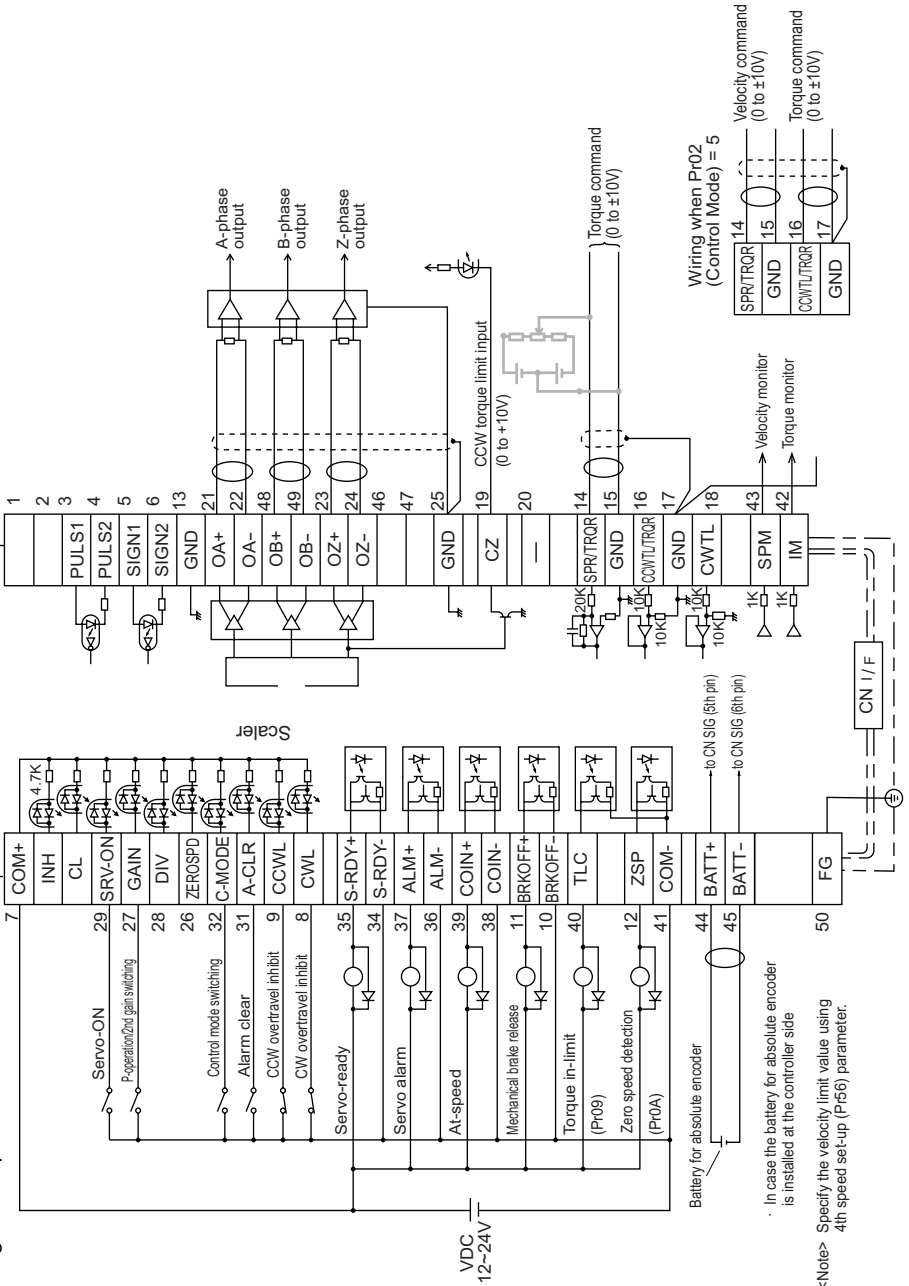 COM+
INH
CL
SRV-ON
GAIN
DIV
ZEROSPD
C-MODE
A-CLR
CCWL
CWL
S-RDY+
S-RDY-
ALM+
ALM-
COIN+
COIN-
BRKOFF+
BRKOFF-
TLC
ZSP
COM-
BATT+
BATT-
FG
7
29
27
28
26
32
31
9
8
35
34
37
36
39
38
11
10
40
12
41
44
45
50
4.7K
Scaler
Servo-ON
P-operation/2nd gain switching
Control mode switching
Alarm clear
CCW overtravel inhibit
CW overtravel inhibit
Servo-ready
Servo alarm
At-speed
Mechanical brake release
Torque in-limit
(Pr09)
Zero speed detection
(Pr0A)
VDC
12~24V
Battery for absolute encoder
to CN SIG (5th pin)
to CN SIG (6th pin)
· In case the battery for absolute encoder
is installed at the controller side
<Note> Specify the velocity limit value using
4th speed set-up (Pr56) parameter.
CN I/F
1
2
3
4
5
6
13
21
22
48
49
23
24
46
47
25
19
20
14
15
16
17
18
43
42
PULS1
PULS2
SIGN1
SIGN2
GND
OA+
OA-
OB+
OB-
OZ+
OZ-
GND
CZ
—
SPR/TRQR
GND
CCWTL/TRQR
GND
CWTL
SPM
IM
20K
10K
10K
10K
10K
1K
1K
A-phase
output
B-phase
output
Z-phase
output
CCW torque limit input
(0 to +10V)
Torque command
(0 to ±10V)
Velocity monitor
Torque monitor
Wiring when Pr02
(Control Mode) = 5
SPR/TRQR
GND
CCWTL/TRQR
GND
14
15
16
17
Velocity command
(0 to ±10V)
Torque command
(0 to ±10V)